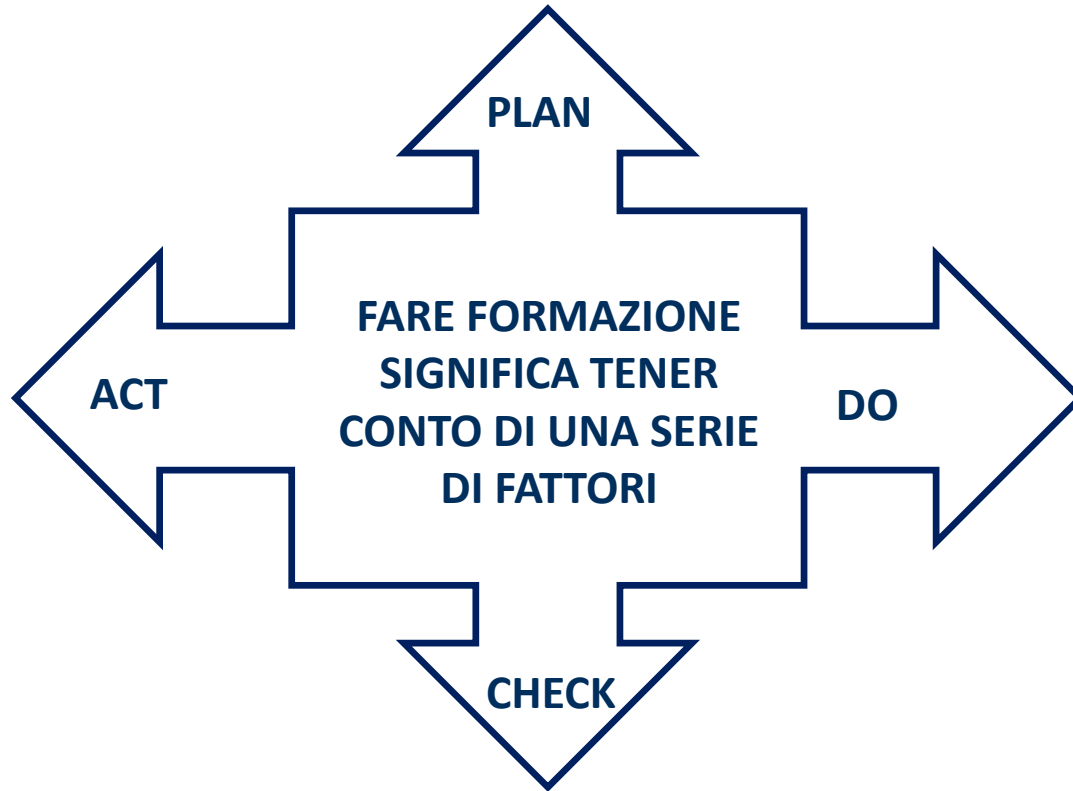 PLAN
FARE FORMAZIONE
SIGNIFICA TENER
CONTO DI UNA SERIE
DI FATTORI
ACT
DO
CHECK